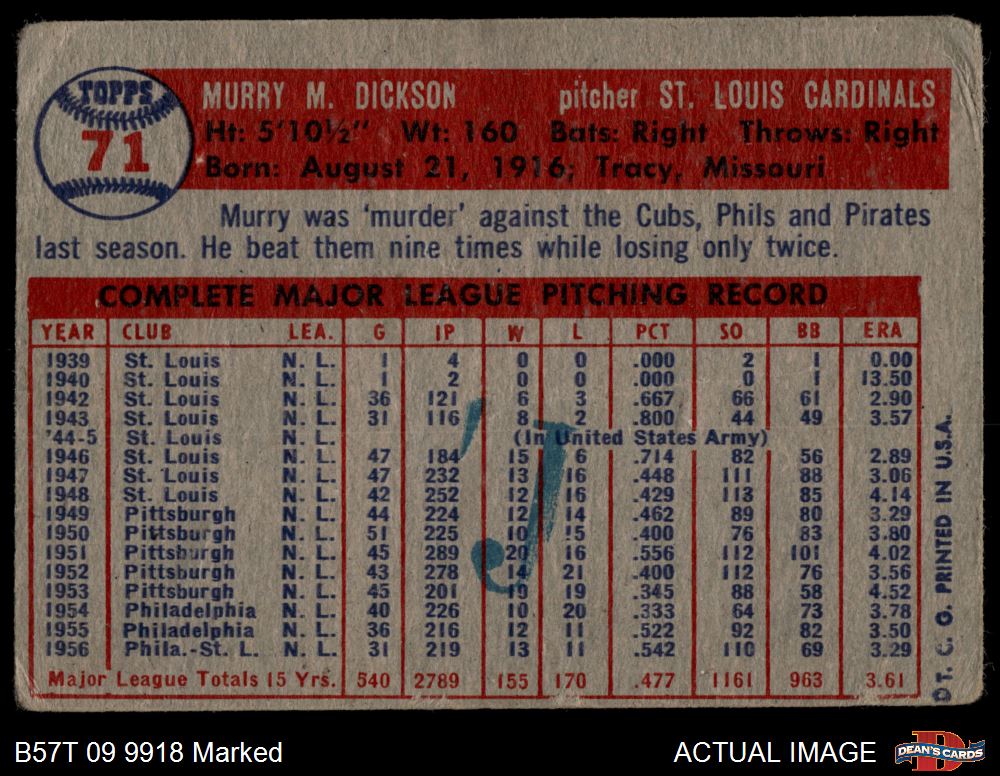 TOPPS
71
MURRY M. DICKSON pitcher ST. LOUIS CARDINALS
Ht: 5'10½" Wt: 160 Bats: Right Throws: Right
Born: August 21, 1916; Tracy, Missouri
Murry was 'murder' against the Cubs, Phils and Pirates
last season. He beat them nine times while losing only twice.
COMPLETE MAJOR LEAGUE PITCHING RECORD
YEAR CLUB LEA. G IP W L PCT SO BB ERA
1939 St. Louis N. L. 1 4 0 0 .000 2 1 0.00
1940 St. Louis N. L. 1 2 0 0 .000 0 1 13.50
1942 St. Louis N. L. 36 121 6 3 .667 66 61 2.90
1943 St. Louis N. L. 31 116 8 2 .800 44 49 3.57
'44-5 St. Louis N. L. (In United States Army)
1946 St. Louis N. L. 47 184 15 6 .714 82 56 2.89
1947 St. Louis N. L. 47 232 13 16 .448 111 88 3.06
1948 St. Louis N. L. 42 252 12 16 .429 113 85 4.14
1949 Pittsburgh N. L. 44 224 12 14 .462 89 80 3.29
1950 Pittsburgh N. L. 51 225 10 15 .400 76 83 3.80
1951 Pittsburgh N. L. 45 289 20 16 .556 112 101 4.02
1952 Pittsburgh N. L. 43 278 14 21 .400 112 76 3.56
1953 Pittsburgh N. L. 45 201 10 19 .345 88 58 4.52
1954 Philadelphia N. L. 40 226 10 20 .333 64 73 3.78
1955 Philadelphia N. L. 36 216 12 11 .522 92 82 3.50
1956 Phila.-St. L. N. L. 31 219 13 11 .542 110 69 3.29
Major League Totals 15 Yrs. 540 2789 155 170 .477 1161 963 3.61
T. C. G. PRINTED IN U.S.A.
J
B57T 09 9918 Marked
ACTUAL IMAGE
DEAN'S CARDS